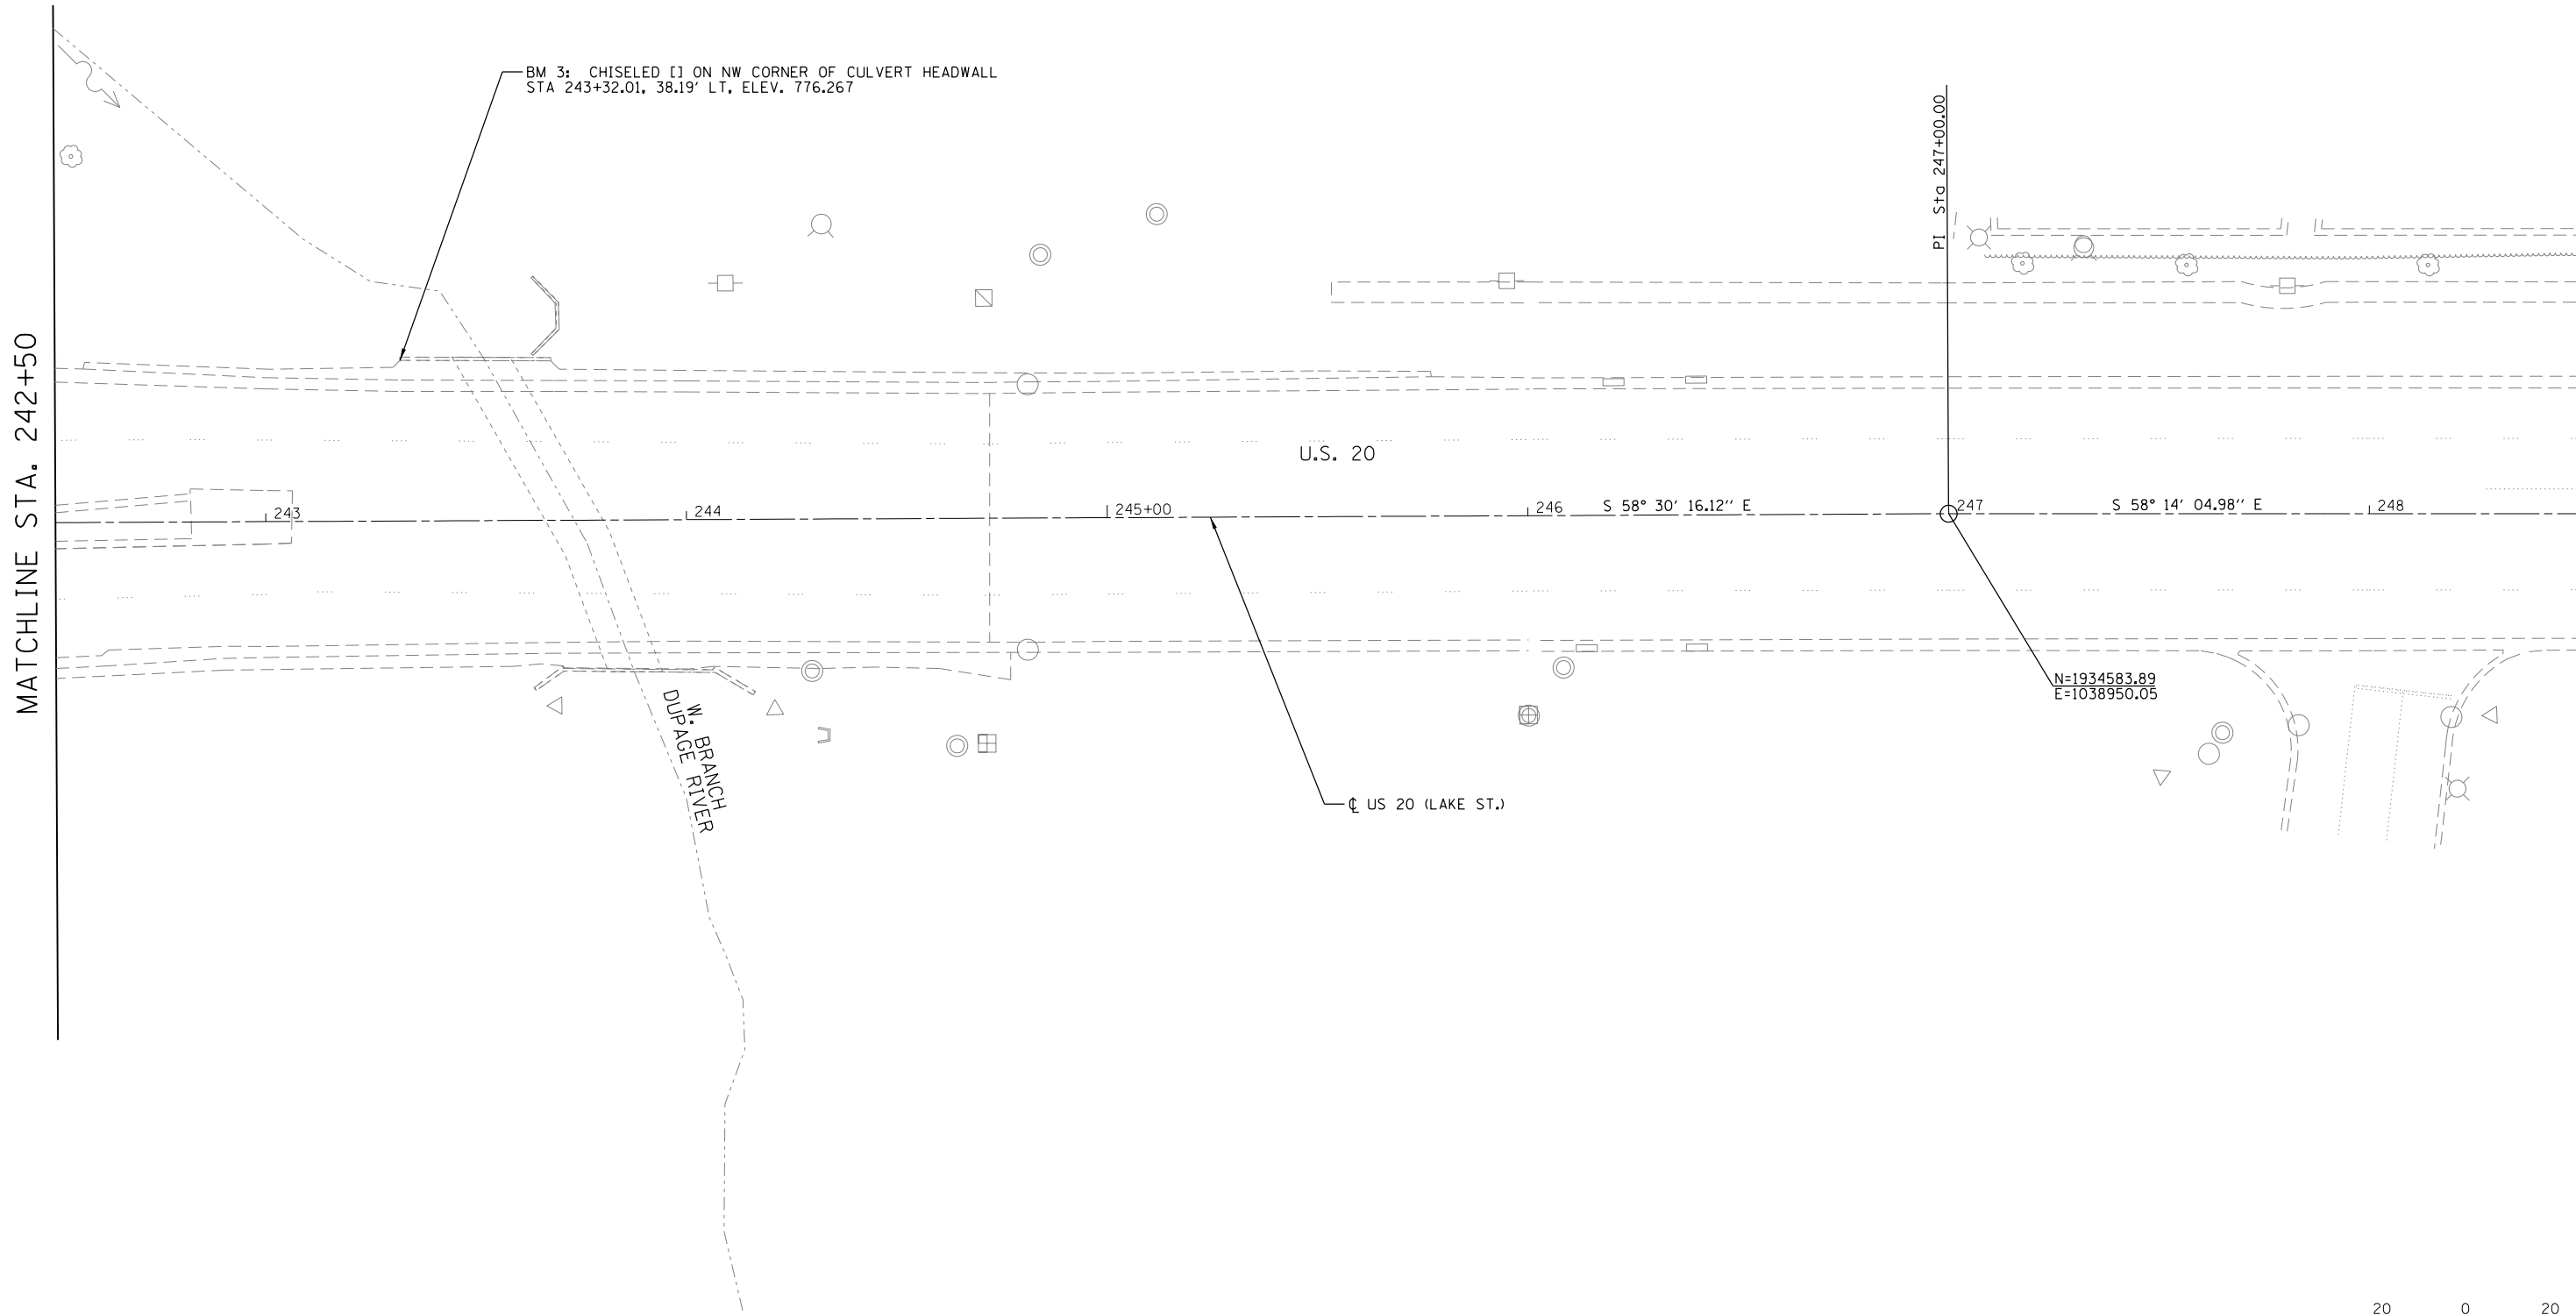 BM 3: CHISELED [] ON NW CORNER OF CULVERT HEADWALL
STA 243+32.01, 38.19' LT, ELEV. 776.267
PI Sta 247+00.00
MATCHLINE STA. 242+50
U.S. 20
243
244
245+00
246
S 58° 30' 16.12'' E
247
S 58° 14' 04.98'' E
248
N=1934583.89
E=1038950.05
W. BRANCH
DUPAGE RIVER
℄ US 20 (LAKE ST.)
20 0 20